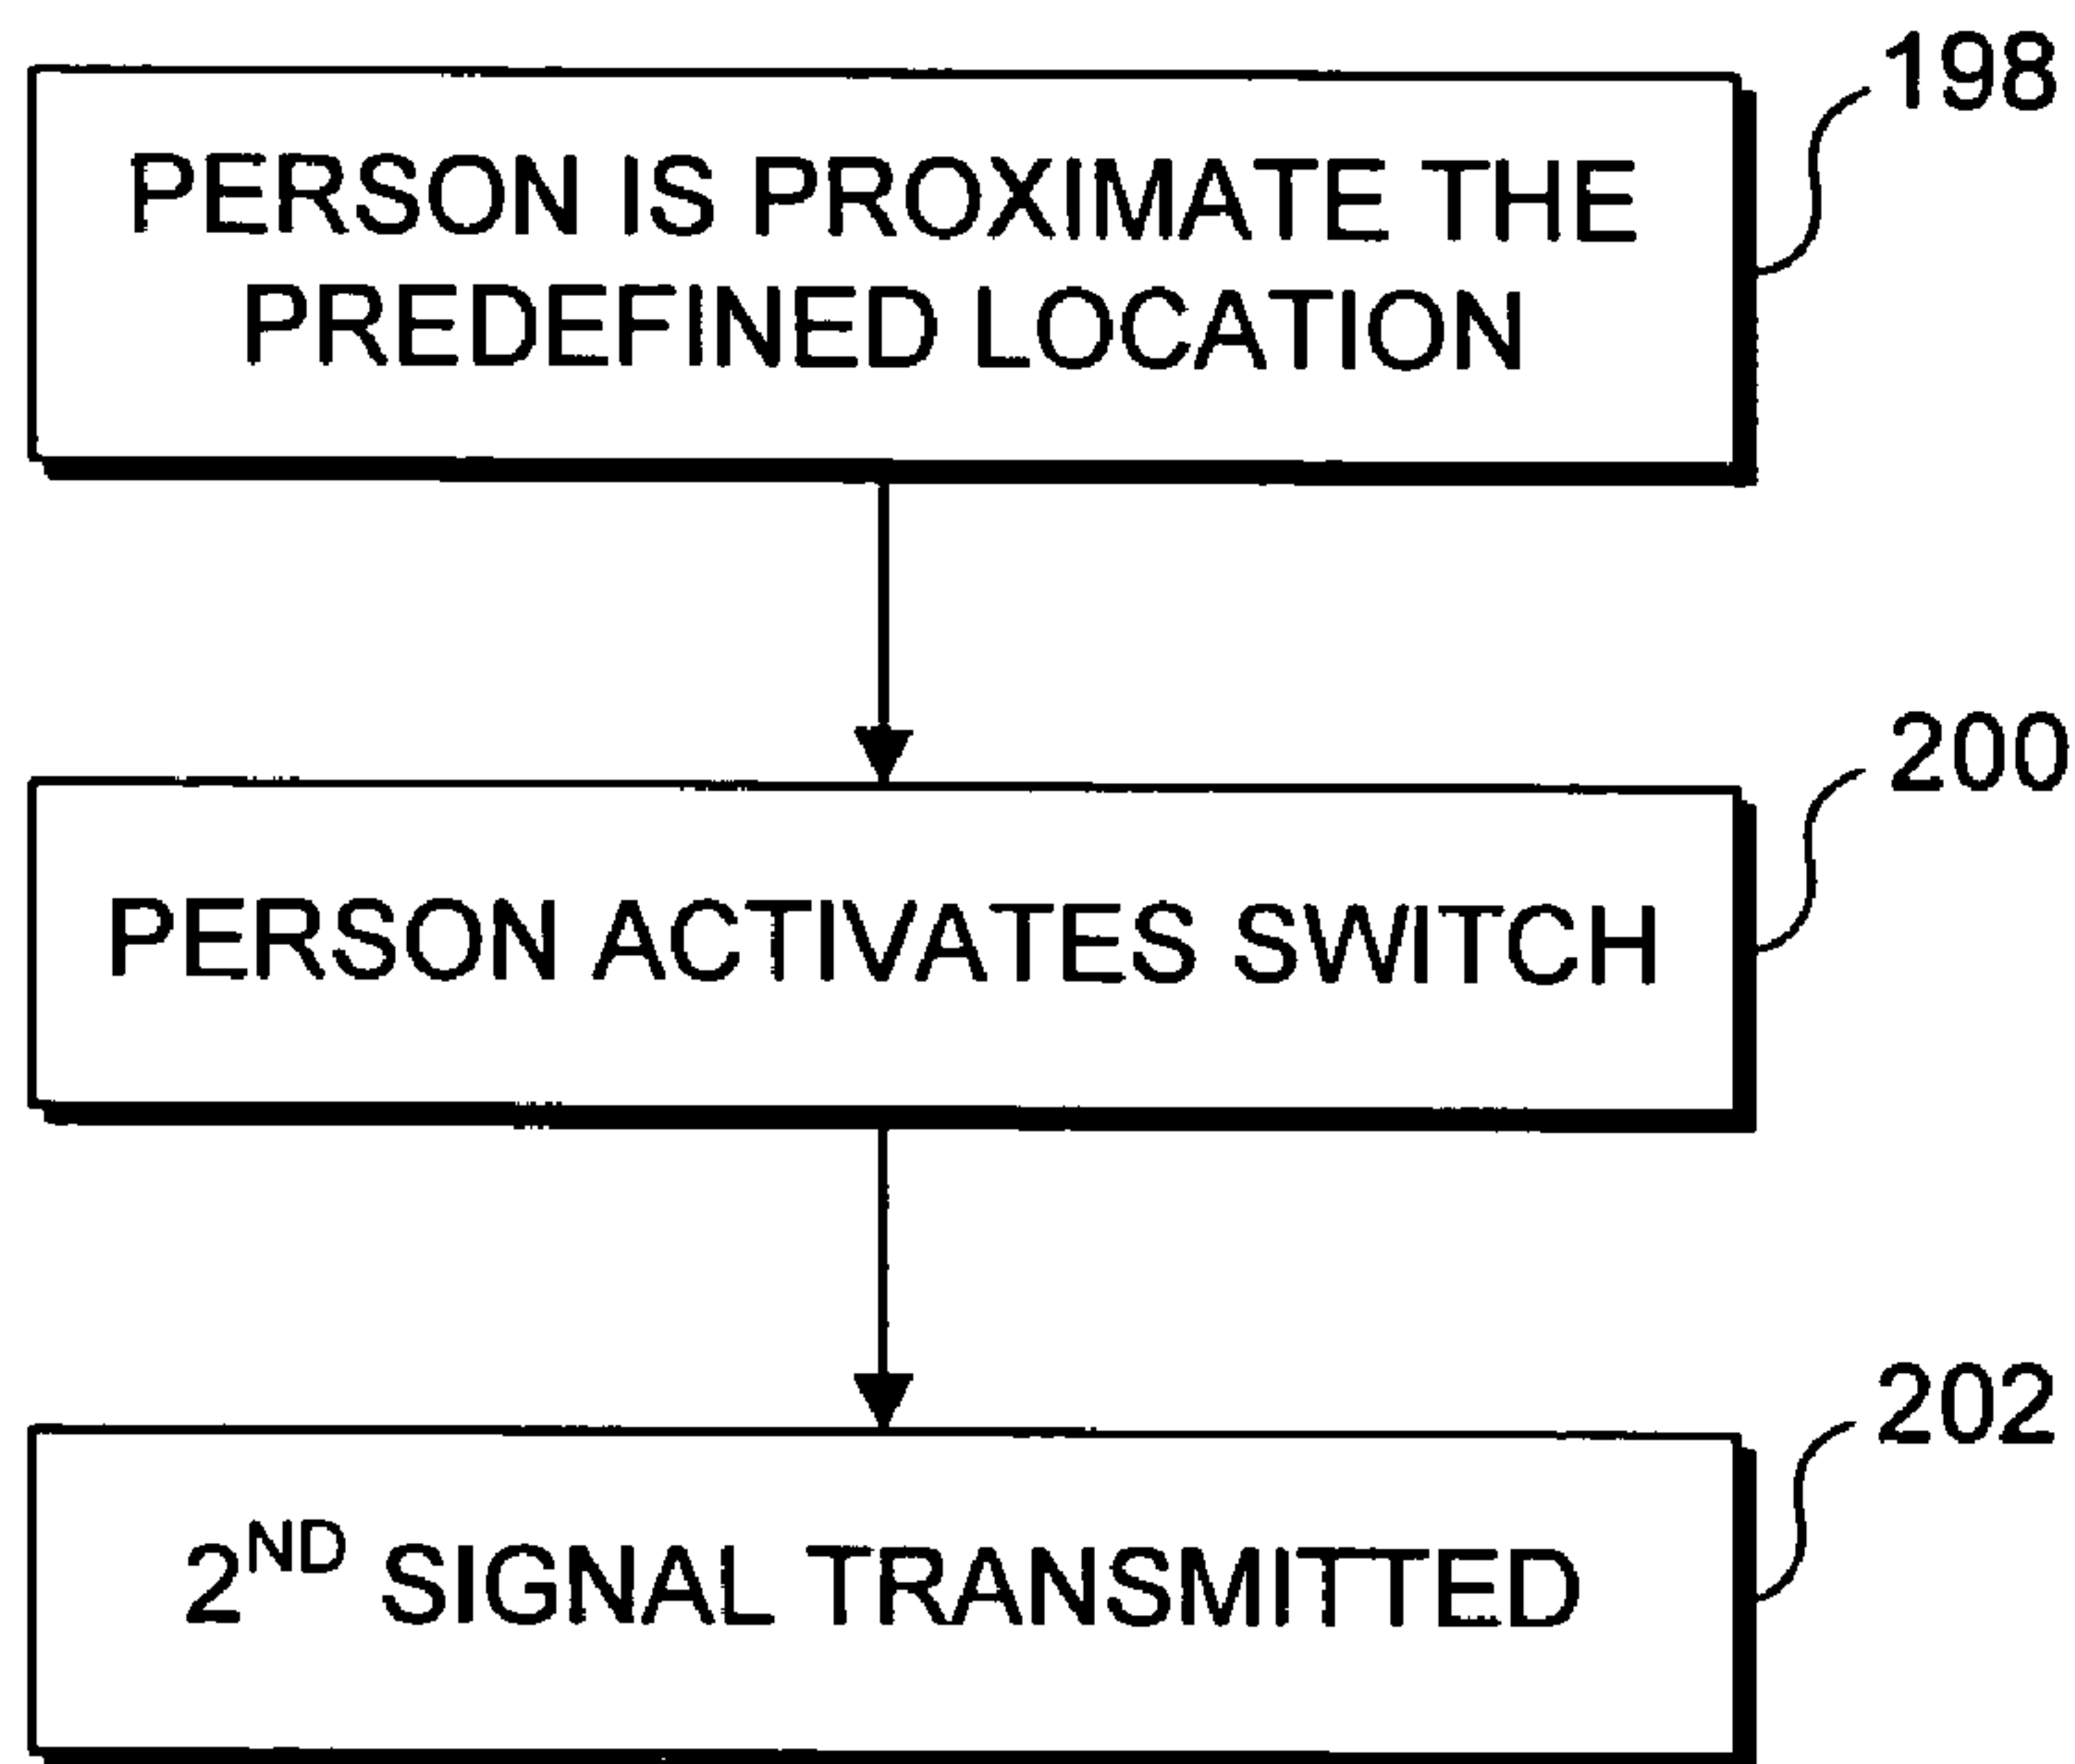 198
PERSON IS PROXIMATE THE
PREDEFINED LOCATION
200
PERSON ACTIVATES SWITCH
202
2ND SIGNAL TRANSMITTED